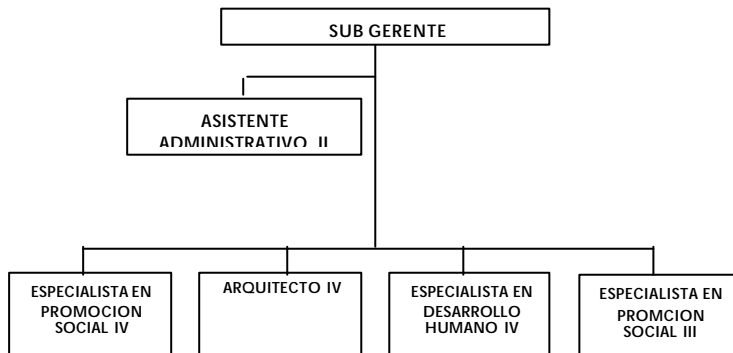 SUB GERENTE
ASISTENTE
ADMINISTRATIVO II
ESPECIALISTA EN
PROMOCION
SOCIAL IV
ARQUITECTO IV
ESPECIALISTA EN
DESARROLLO
HUMANO IV
ESPECIALISTA EN
PROMCION
SOCIAL III